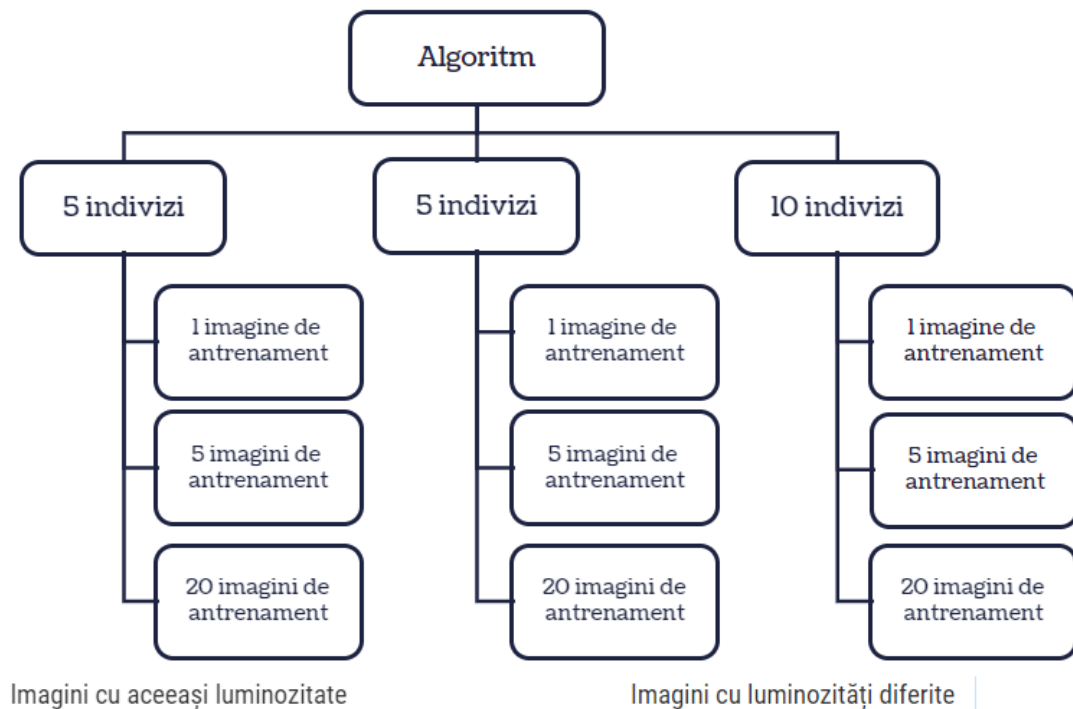 Algoritm
5 indivizi
5 indivizi
10 indivizi
1 imagine de
antrenament
1 imagine de
antrenament
1 imagine de
antrenament
5 imagini de
antrenament
5 imagini de
antrenament
5 imagini de
antrenament
20 imagini de
antrenament
20 imagini de
antrenament
20 imagini de
antrenament
Imagini cu aceeași luminozitate
Imagini cu luminozități diferite